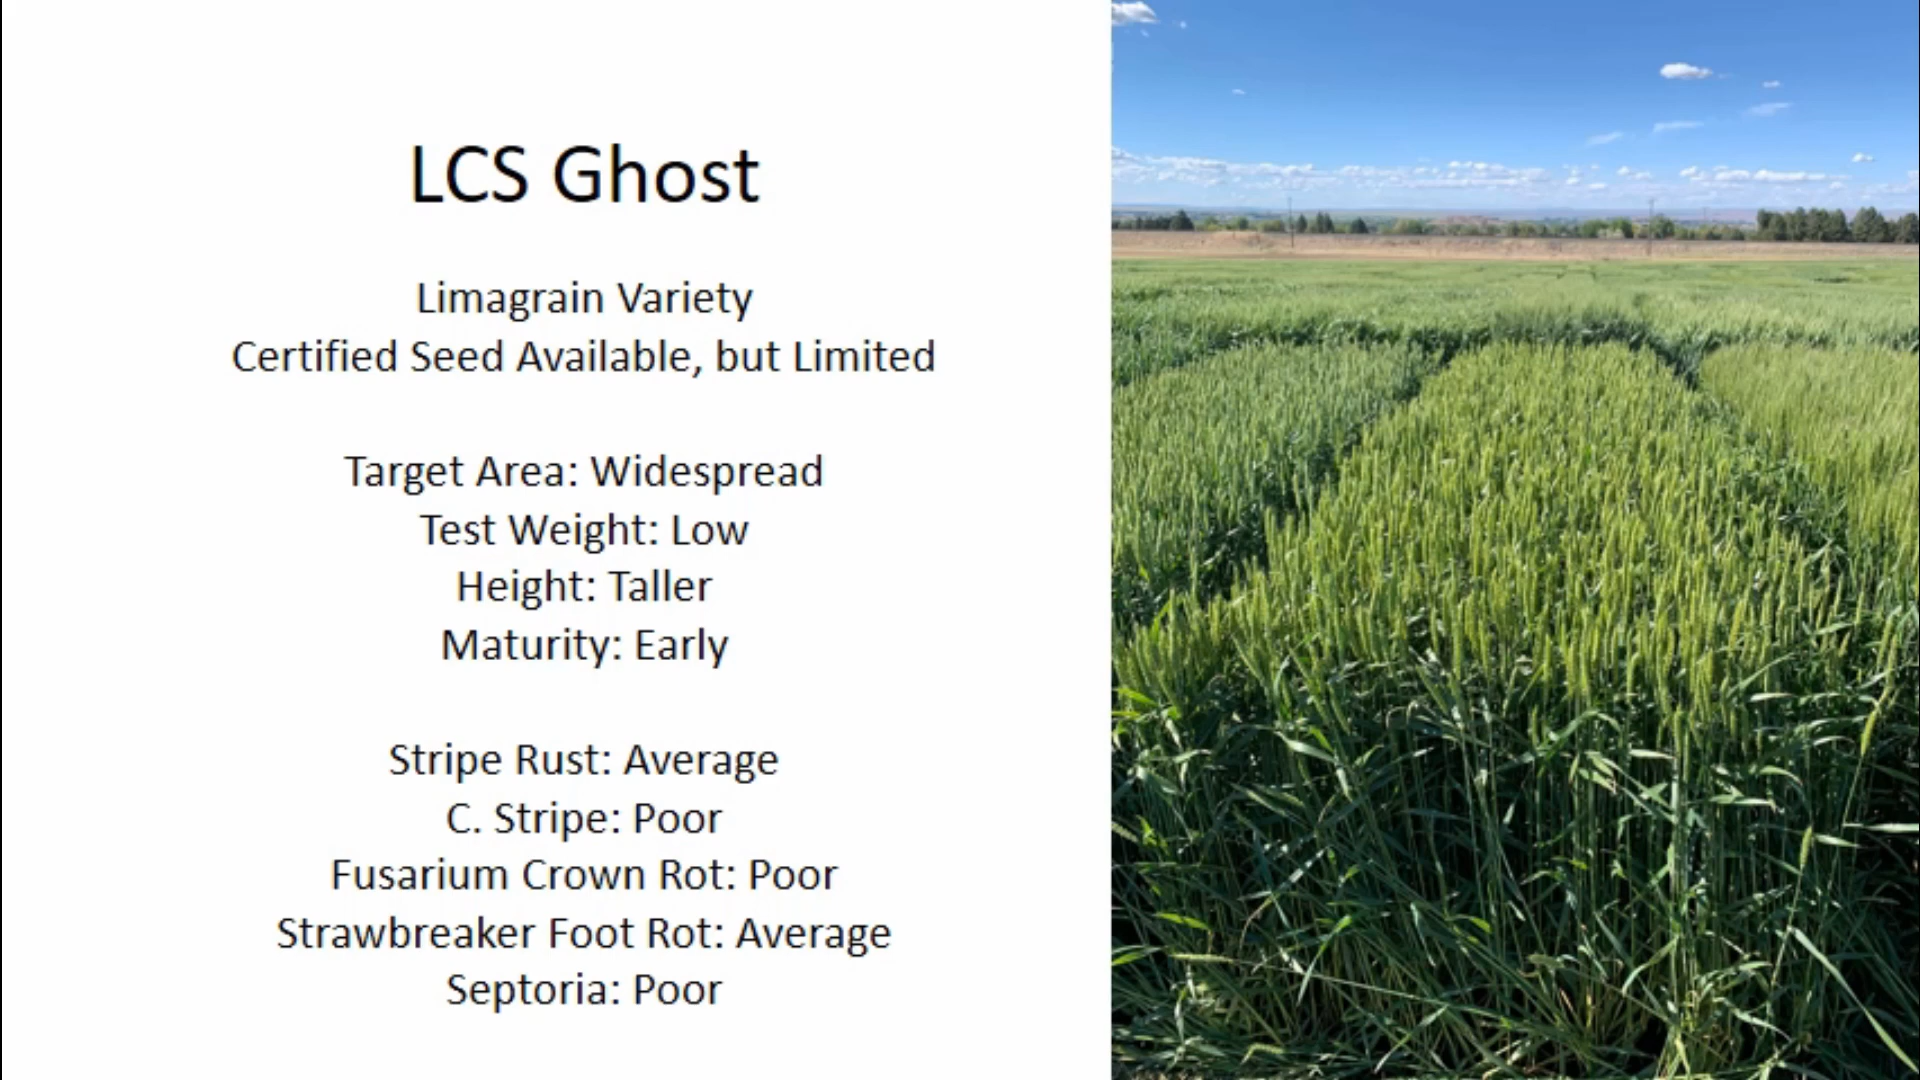 LCS Ghost
Limagrain Variety
Certified Seed Available, but Limited
Target Area: Widespread
Test Weight: Low
Height: Taller
Maturity: Early
Stripe Rust: Average
C. Stripe: Poor
Fusarium Crown Rot: Poor
Strawbreaker Foot Rot: Average
Septoria: Poor